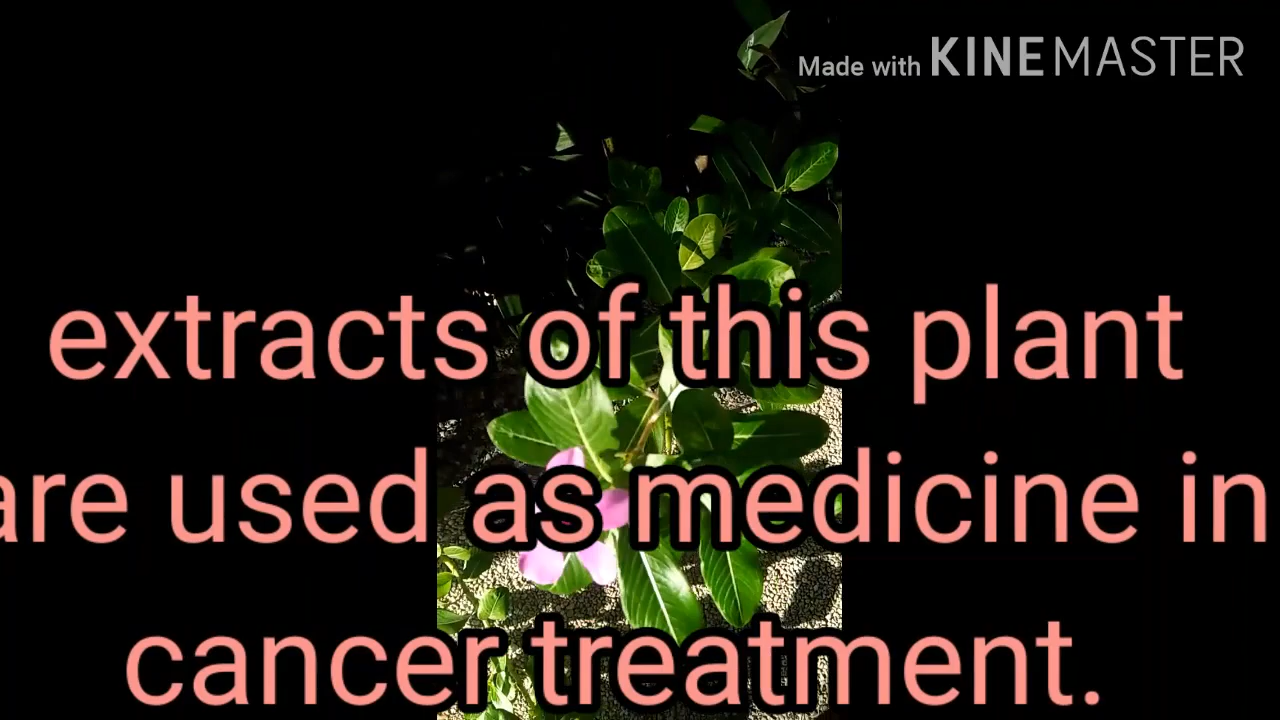 Made with KINEMASTER
extracts of this plant
are used as medicine in
cancer treatment.